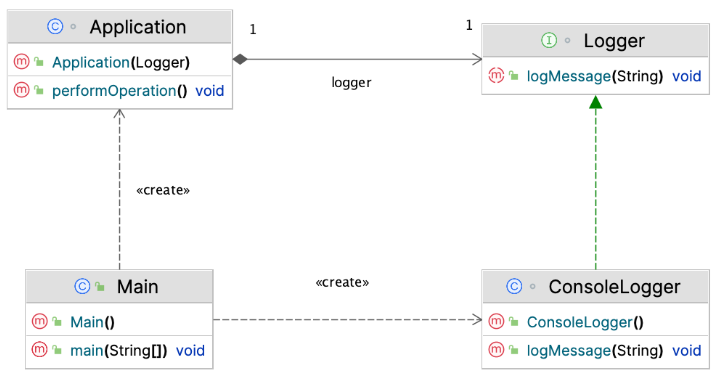 Application
Application(Logger)
performOperation() void
1
1
logger
Logger
logMessage(String) void
«create»
«create»
Main
Main()
main(String[]) void
ConsoleLogger
ConsoleLogger()
logMessage(String) void